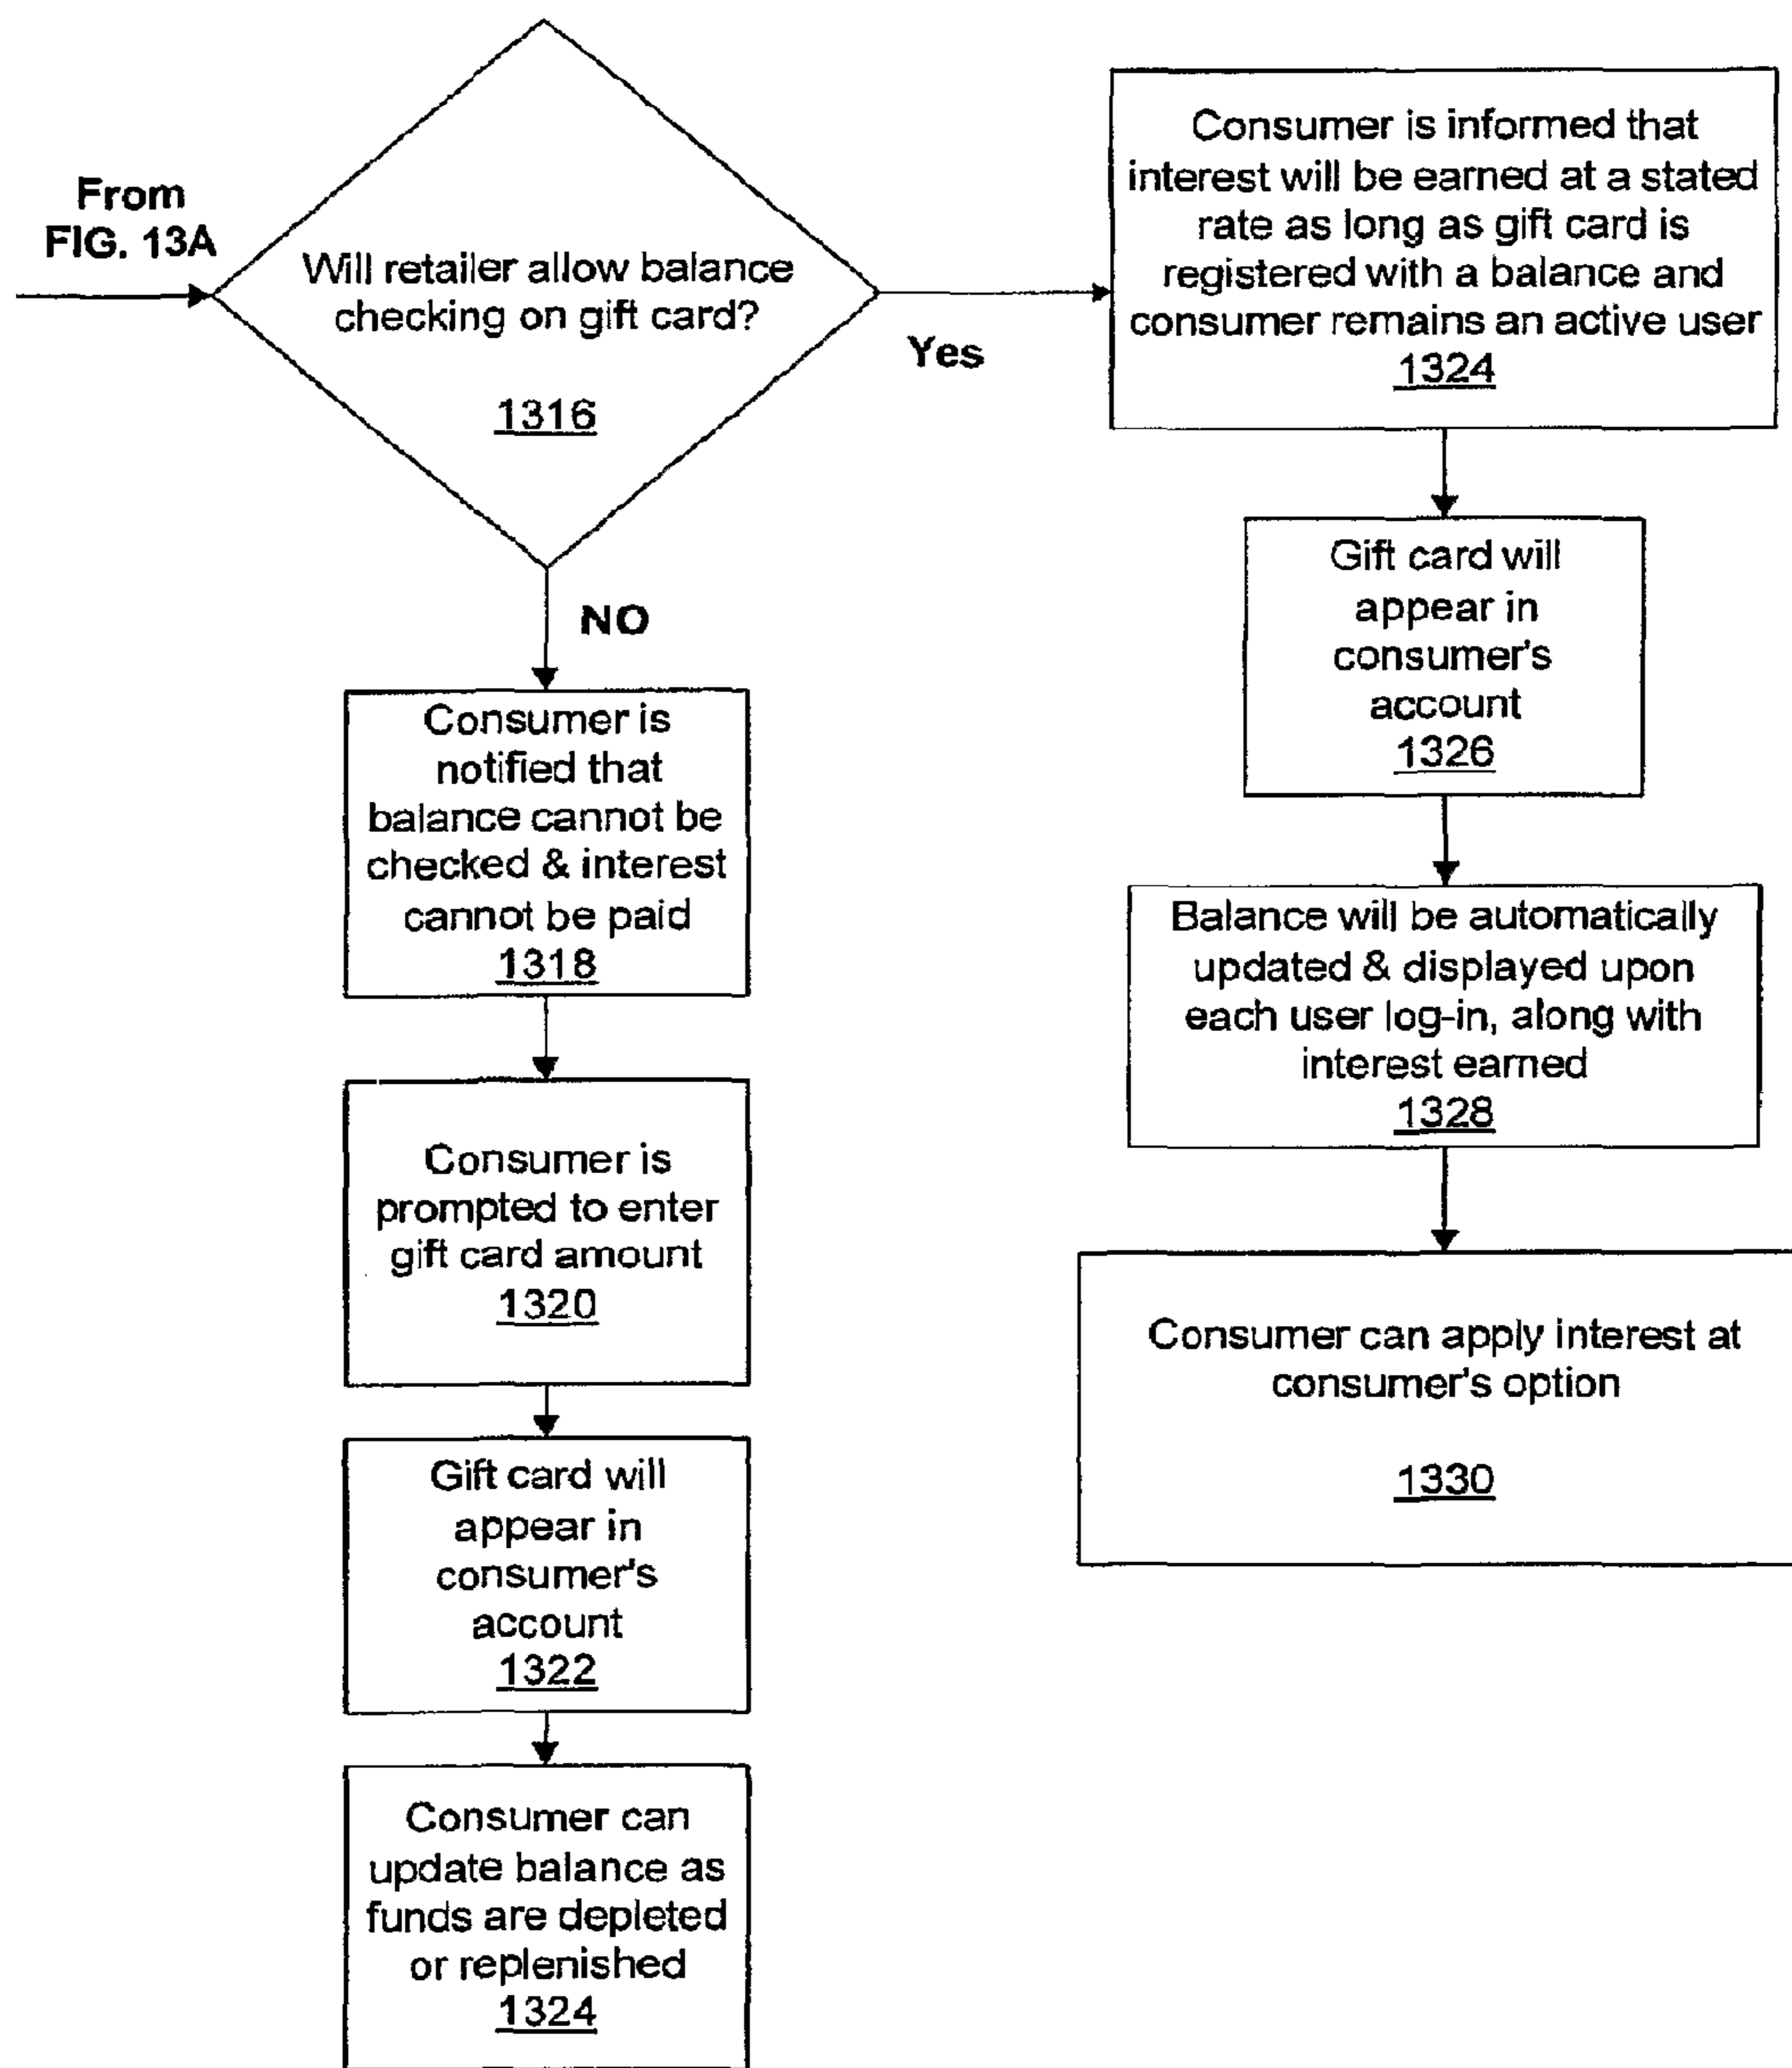 From
FIG. 13A
Will retailer allow balance
checking on gift card?
1316
Yes
NO
Consumer is
notified that
balance cannot be
checked & interest
cannot be paid
1318
Consumer is
prompted to enter
gift card amount
1320
Gift card will
appear in
consumer's
account
1322
Consumer can
update balance as
funds are depleted
or replenished
1324
Consumer is informed that
interest will be earned at a stated
rate as long as gift card is
registered with a balance and
consumer remains an active user
1324
Gift card will
appear in
consumer's
account
1326
Balance will be automatically
updated & displayed upon
each user log-in, along with
interest earned
1328
Consumer can apply interest at
consumer's option
1330